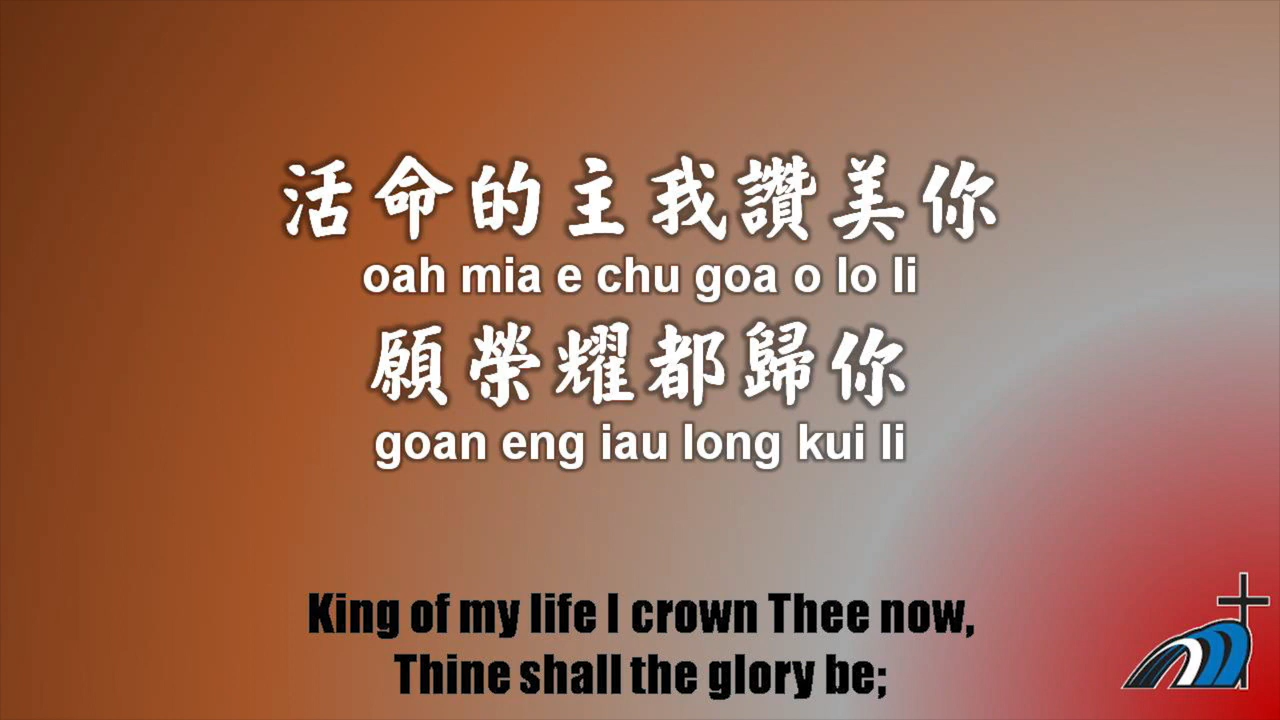 活命的主我讚美你
oah mia e chu goa o lo li
願榮耀都歸你
goan eng iau long kui li
King of my life I crown Thee now,
Thine shall the glory be;